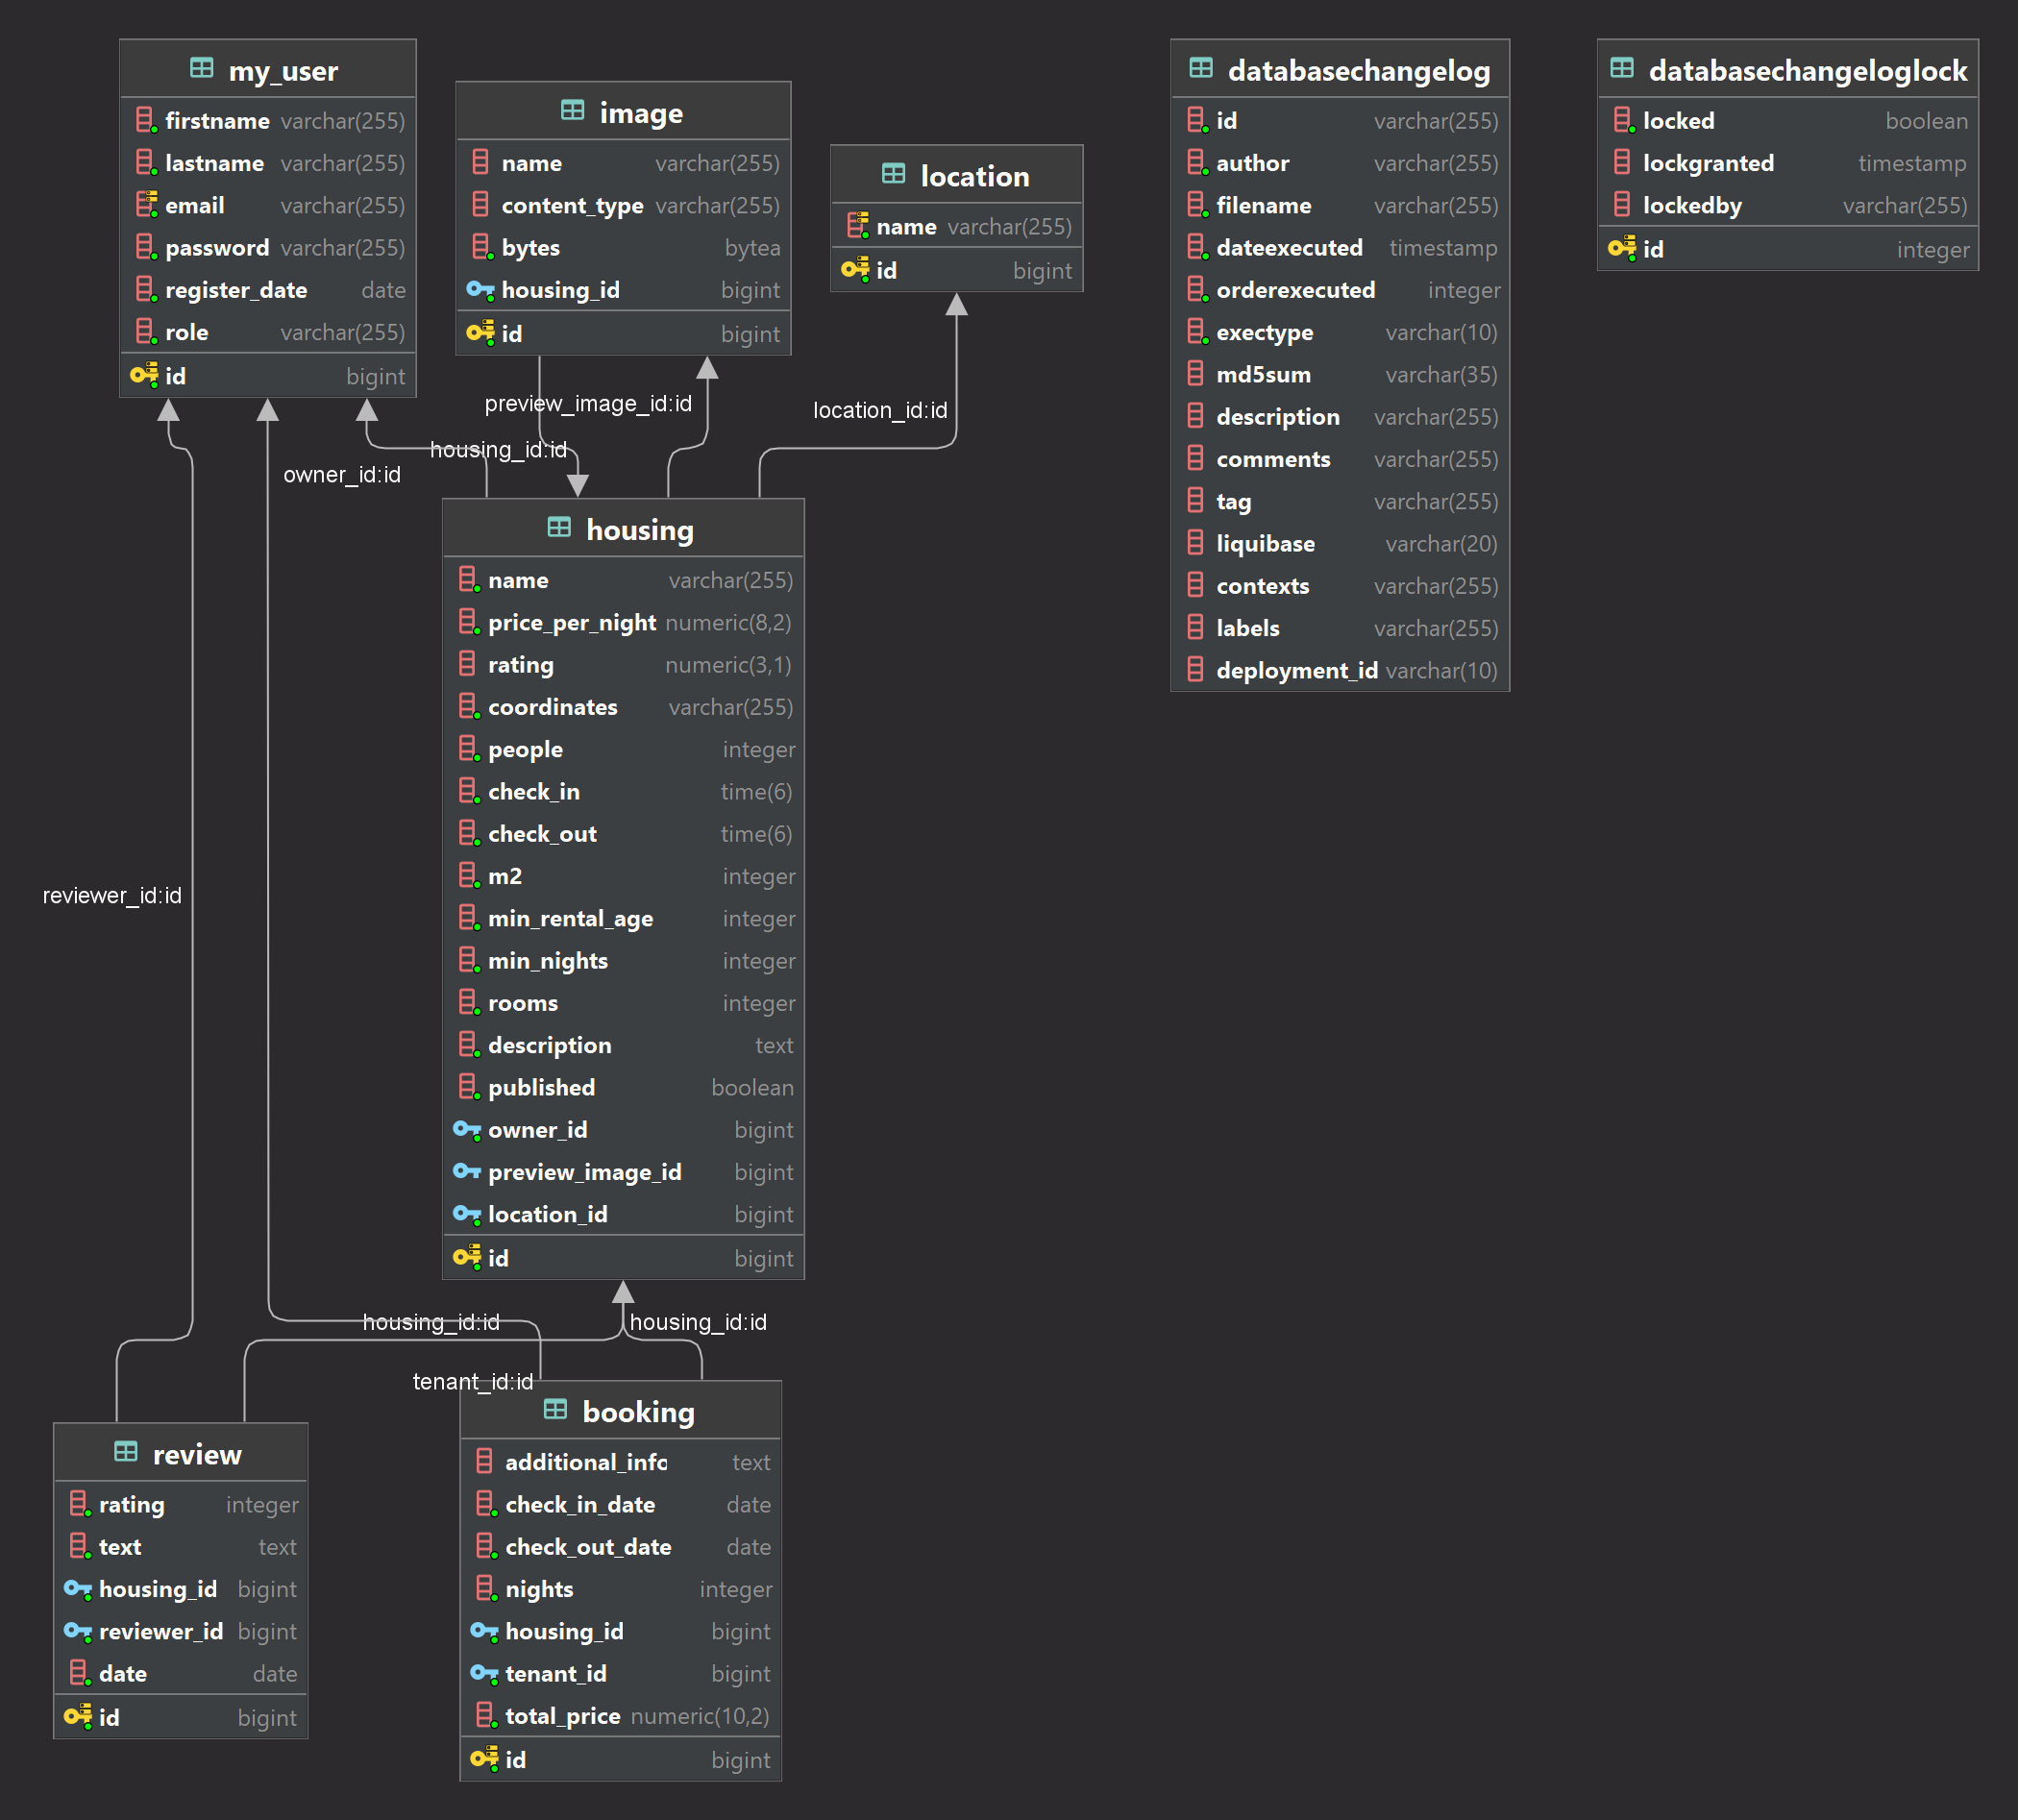 my_user
firstname varchar(255)
lastname varchar(255)
email varchar(255)
password varchar(255)
register_date date
role varchar(255)
id bigint
image
name varchar(255)
content_type varchar(255)
bytes bytea
housing_id bigint
id bigint
location
name varchar(255)
id bigint
databasechangelog
id varchar(255)
author varchar(255)
filename varchar(255)
dateexecuted timestamp
orderexecuted integer
exectype varchar(10)
md5sum varchar(35)
description varchar(255)
comments varchar(255)
tag varchar(255)
liquibase varchar(20)
contexts varchar(255)
labels varchar(255)
deployment_id varchar(10)
databasechangeloglock
locked boolean
lockgranted timestamp
lockedby varchar(255)
id integer
preview_image_id:id
location_id:id
housing_id:id
owner_id:id
housing
name varchar(255)
price_per_night numeric(8,2)
rating numeric(3,1)
coordinates varchar(255)
people integer
check_in time(6)
check_out time(6)
m2 integer
min_rental_age integer
min_nights integer
rooms integer
description text
published boolean
owner_id bigint
preview_image_id bigint
location_id bigint
id bigint
reviewer_id:id
housing_id:id
housing_id:id
tenant_id:id
review
rating integer
text text
housing_id bigint
reviewer_id bigint
date date
id bigint
booking
additional_info text
check_in_date date
check_out_date date
nights integer
housing_id bigint
tenant_id bigint
total_price numeric(10,2)
id bigint